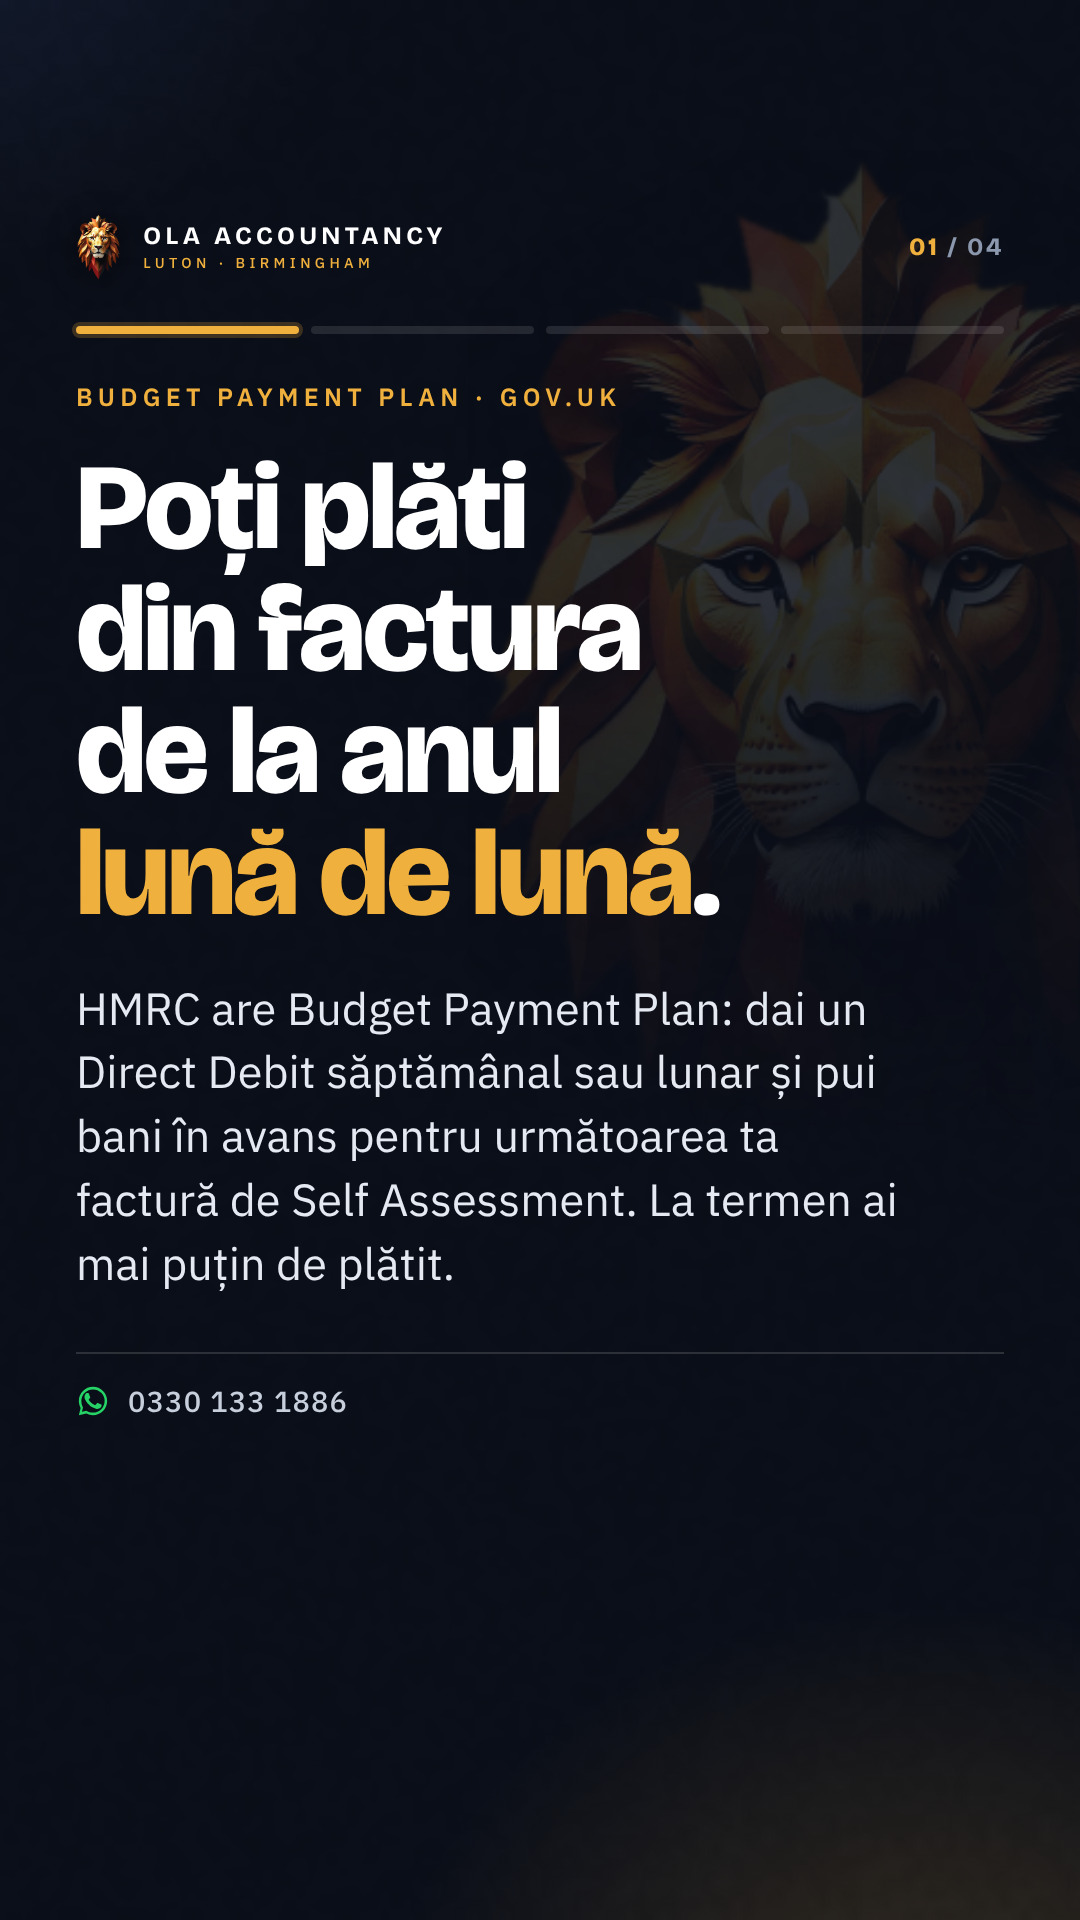 OLA ACCOUNTANCY
LUTON · BIRMINGHAM
01 / 04
BUDGET PAYMENT PLAN · GOV.UK
Poți plăti
din factura
de la anul
lună de lună.
HMRC are Budget Payment Plan: dai un
Direct Debit săptămânal sau lunar și pui
bani în avans pentru următoarea ta
factură de Self Assessment. La termen ai
mai puțin de plătit.
0330 133 1886